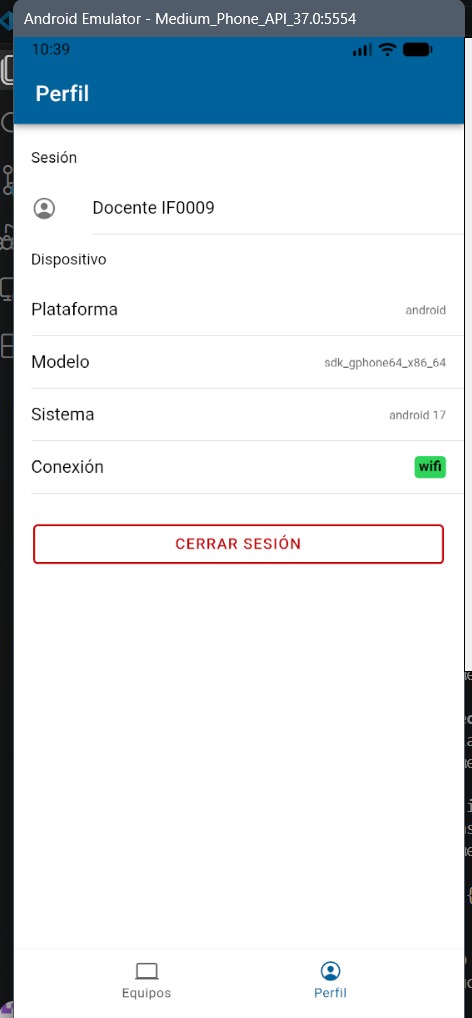 Android Emulator - Medium_Phone_API_37.0:5554
10:39
Perfil
Sesión
Docente IF0009
Dispositivo
Plataforma android
Modelo sdk_gphone64_x86_64
Sistema android 17
Conexión wifi
CERRAR SESIÓN
Equipos Perfil